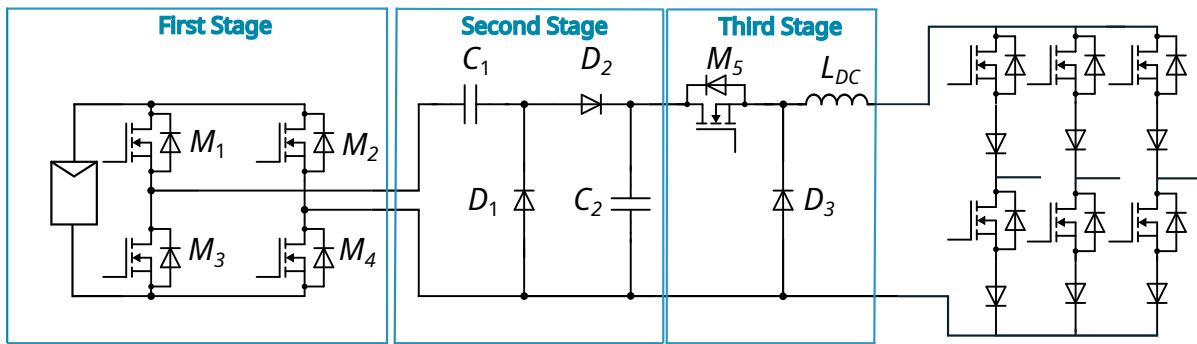 First Stage
Second Stage
Third Stage
C1
D2
M5
LDC
M1
M2
D1
C2
D3
M3
M4